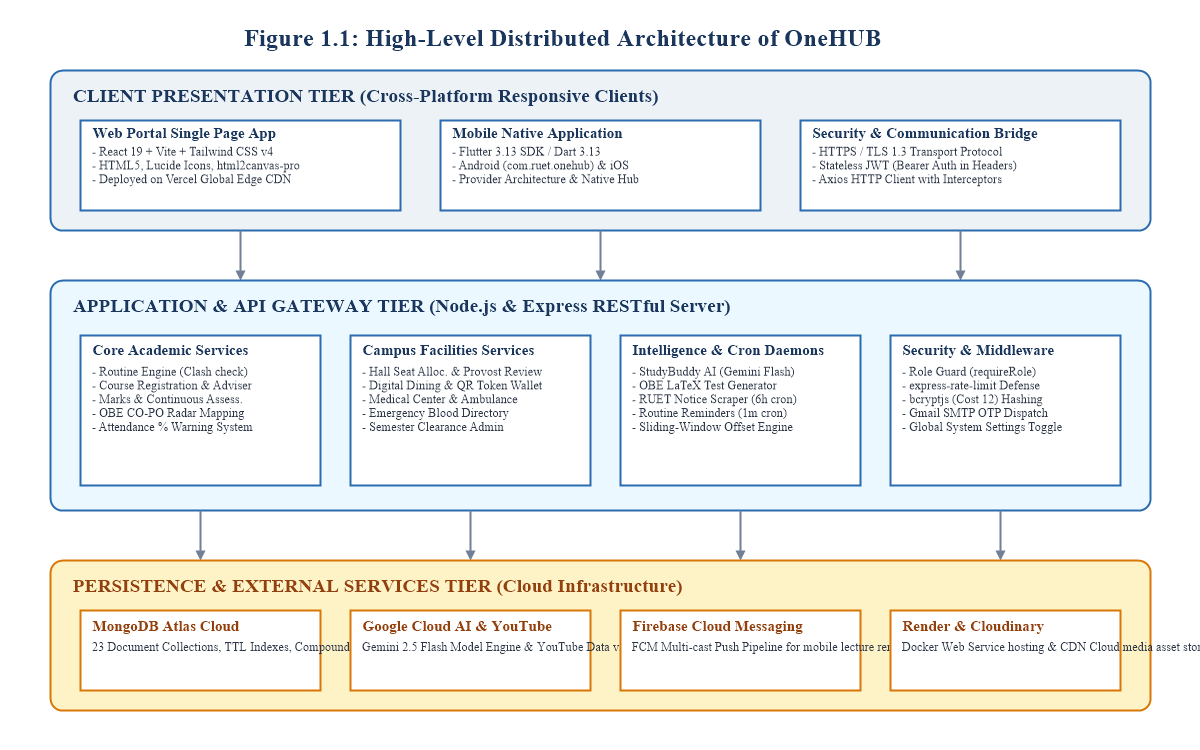 Figure 1.1: High-Level Distributed Architecture of OneHUB
CLIENT PRESENTATION TIER (Cross-Platform Responsive Clients)
Web Portal Single Page App
- React 19 + Vite + Tailwind CSS v4
- HTML5, Lucide Icons, html2canvas-pro
- Deployed on Vercel Global Edge CDN
Mobile Native Application
- Flutter 3.13 SDK / Dart 3.13
- Android (com.ruet.onehub) & iOS
- Provider Architecture & Native Hub
Security & Communication Bridge
- HTTPS / TLS 1.3 Transport Protocol
- Stateless JWT (Bearer Auth in Headers)
- Axios HTTP Client with Interceptors
APPLICATION & API GATEWAY TIER (Node.js & Express RESTful Server)
Core Academic Services
- Routine Engine (Clash check)
- Course Registration & Adviser
- Marks & Continuous Assess.
- OBE CO-PO Radar Mapping
- Attendance % Warning System
Campus Facilities Services
- Hall Seat Alloc. & Provost Review
- Digital Dining & QR Token Wallet
- Medical Center & Ambulance
- Emergency Blood Directory
- Semester Clearance Admin
Intelligence & Cron Daemons
- StudyBuddy AI (Gemini Flash)
- OBE LaTeX Test Generator
- RUET Notice Scraper (6h cron)
- Routine Reminders (1m cron)
- Sliding-Window Offset Engine
Security & Middleware
- Role Guard (requireRole)
- express-rate-limit Defense
- bcryptjs (Cost 12) Hashing
- Gmail SMTP OTP Dispatch
- Global System Settings Toggle
PERSISTENCE & EXTERNAL SERVICES TIER (Cloud Infrastructure)
MongoDB Atlas Cloud
23 Document Collections, TTL Indexes, Compound
Google Cloud AI & YouTube
Gemini 2.5 Flash Model Engine & YouTube Data v
Firebase Cloud Messaging
FCM Multi-cast Push Pipeline for mobile lecture
Render & Cloudinary
Docker Web Service hosting & CDN Cloud media asset